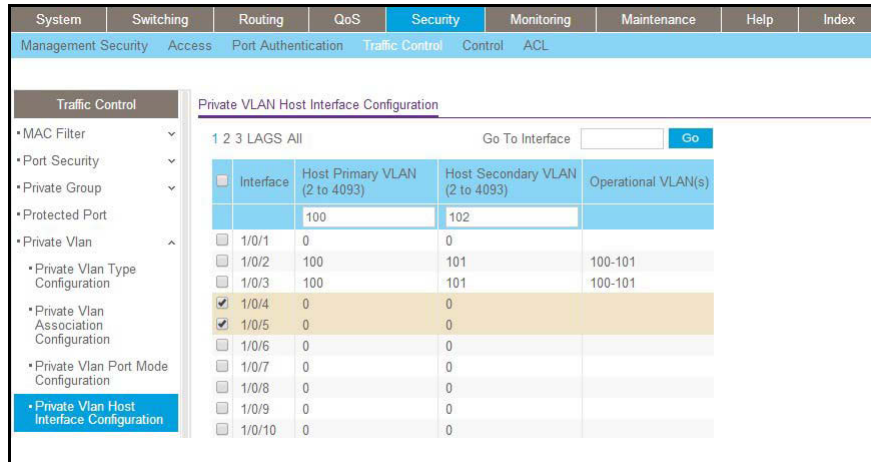 System Switching Routing QoS Security Monitoring Maintenance Help Index
Management Security Access Port Authentication Traffic Control Control ACL
Traffic Control
MAC Filter
Port Security
Private Group
Protected Port
Private Vlan
Private Vlan Type
Configuration
Private Vlan
Association
Configuration
Private Vlan Port Mode
Configuration
Private Vlan Host
Interface Configuration
Private VLAN Host Interface Configuration
1 2 3 LAGS All Go To Interface Go
Interface Host Primary VLAN (2 to 4093) Host Secondary VLAN (2 to 4093) Operational VLAN(s)
100 102
1/0/1 0 0
1/0/2 100 101 100-101
1/0/3 100 101 100-101
1/0/4 0 0
1/0/5 0 0
1/0/6 0 0
1/0/7 0 0
1/0/8 0 0
1/0/9 0 0
1/0/10 0 0